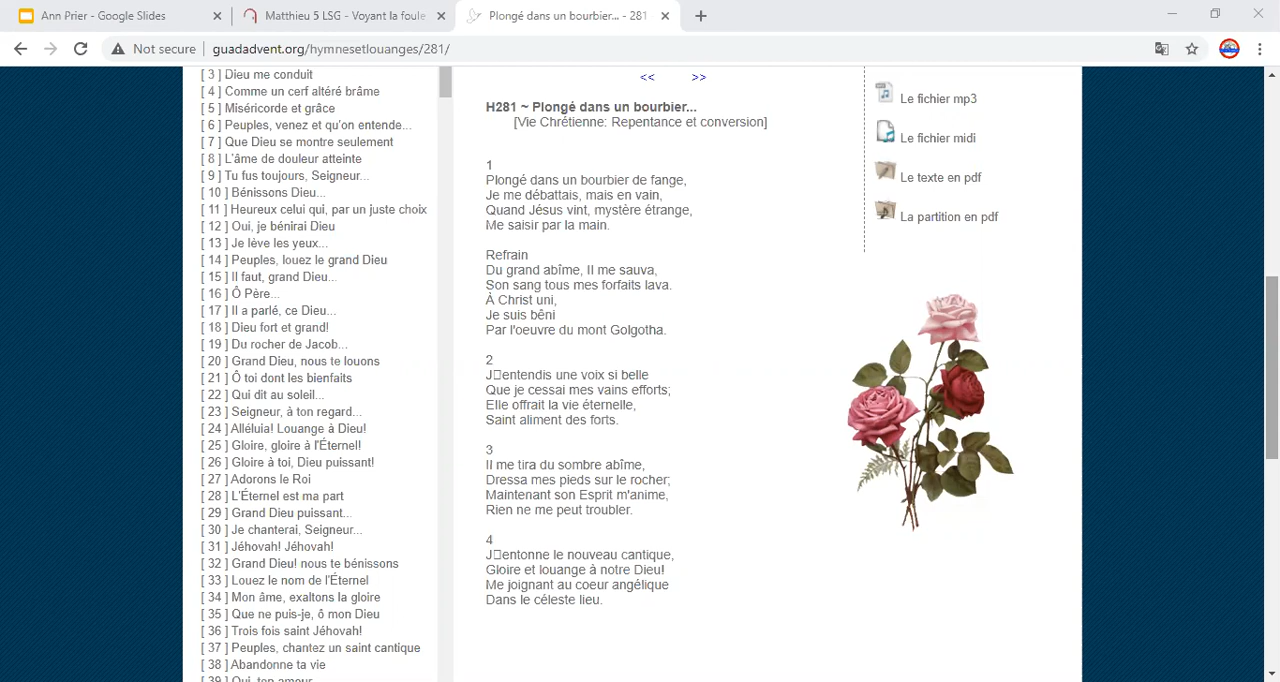 Ann Prier - Google Slides
Matthieu 5 LSG - Voyant la foule
Plongé dans un bourbier... - 281
Not secure
guadadvent.org/hymnesetlouanges/281/
[ 3 ] Dieu me conduit
[ 4 ] Comme un cerf altéré brâme
[ 5 ] Miséricorde et grâce
[ 6 ] Peuples, venez et qu'on entende...
[ 7 ] Que Dieu se montre seulement
[ 8 ] L'âme de douleur atteinte
[ 9 ] Tu fus toujours, Seigneur...
[ 10 ] Bénissons Dieu...
[ 11 ] Heureux celui qui, par un juste choix
[ 12 ] Oui, je bénirai Dieu
[ 13 ] Je lève les yeux...
[ 14 ] Peuples, louez le grand Dieu
[ 15 ] Il faut, grand Dieu...
[ 16 ] Ô Père...
[ 17 ] Il a parlé, ce Dieu...
[ 18 ] Dieu fort et grand!
[ 19 ] Du rocher de Jacob...
[ 20 ] Grand Dieu, nous te louons
[ 21 ] Ô toi dont les bienfaits
[ 22 ] Qui dit au soleil...
[ 23 ] Seigneur, à ton regard...
[ 24 ] Alléluia! Louange à Dieu!
[ 25 ] Gloire, gloire à l'Éternel!
[ 26 ] Gloire à toi, Dieu puissant!
[ 27 ] Adorons le Roi
[ 28 ] L'Éternel est ma part
[ 29 ] Grand Dieu puissant...
[ 30 ] Je chanterai, Seigneur...
[ 31 ] Jéhovah! Jéhovah!
[ 32 ] Grand Dieu! nous te bénissons
[ 33 ] Louez le nom de l'Éternel
[ 34 ] Mon âme, exaltons la gloire
[ 35 ] Que ne puis-je, ô mon Dieu
[ 36 ] Trois fois saint Jéhovah!
[ 37 ] Peuples, chantez un saint cantique
[ 38 ] Abandonne ta vie
[ 39 ] Oui, ton amour
<< >>
H281 ~ Plongé dans un bourbier...
[Vie Chrétienne: Repentance et conversion]
1
Plongé dans un bourbier de fange,
Je me débattais, mais en vain,
Quand Jésus vint, mystère étrange,
Me saisir par la main.
Refrain
Du grand abîme, Il me sauva,
Son sang tous mes forfaits lava.
À Christ uni,
Je suis béni
Par l'oeuvre du mont Golgotha.
2
J▯entendis une voix si belle
Que je cessai mes vains efforts;
Elle offrait la vie éternelle,
Saint aliment des forts.
3
Il me tira du sombre abîme,
Dressa mes pieds sur le rocher;
Maintenant son Esprit m'anime,
Rien ne me peut troubler.
4
J▯entonne le nouveau cantique,
Gloire et louange à notre Dieu!
Me joignant au coeur angélique
Dans le céleste lieu.
Le fichier mp3
Le fichier midi
Le texte en pdf
La partition en pdf